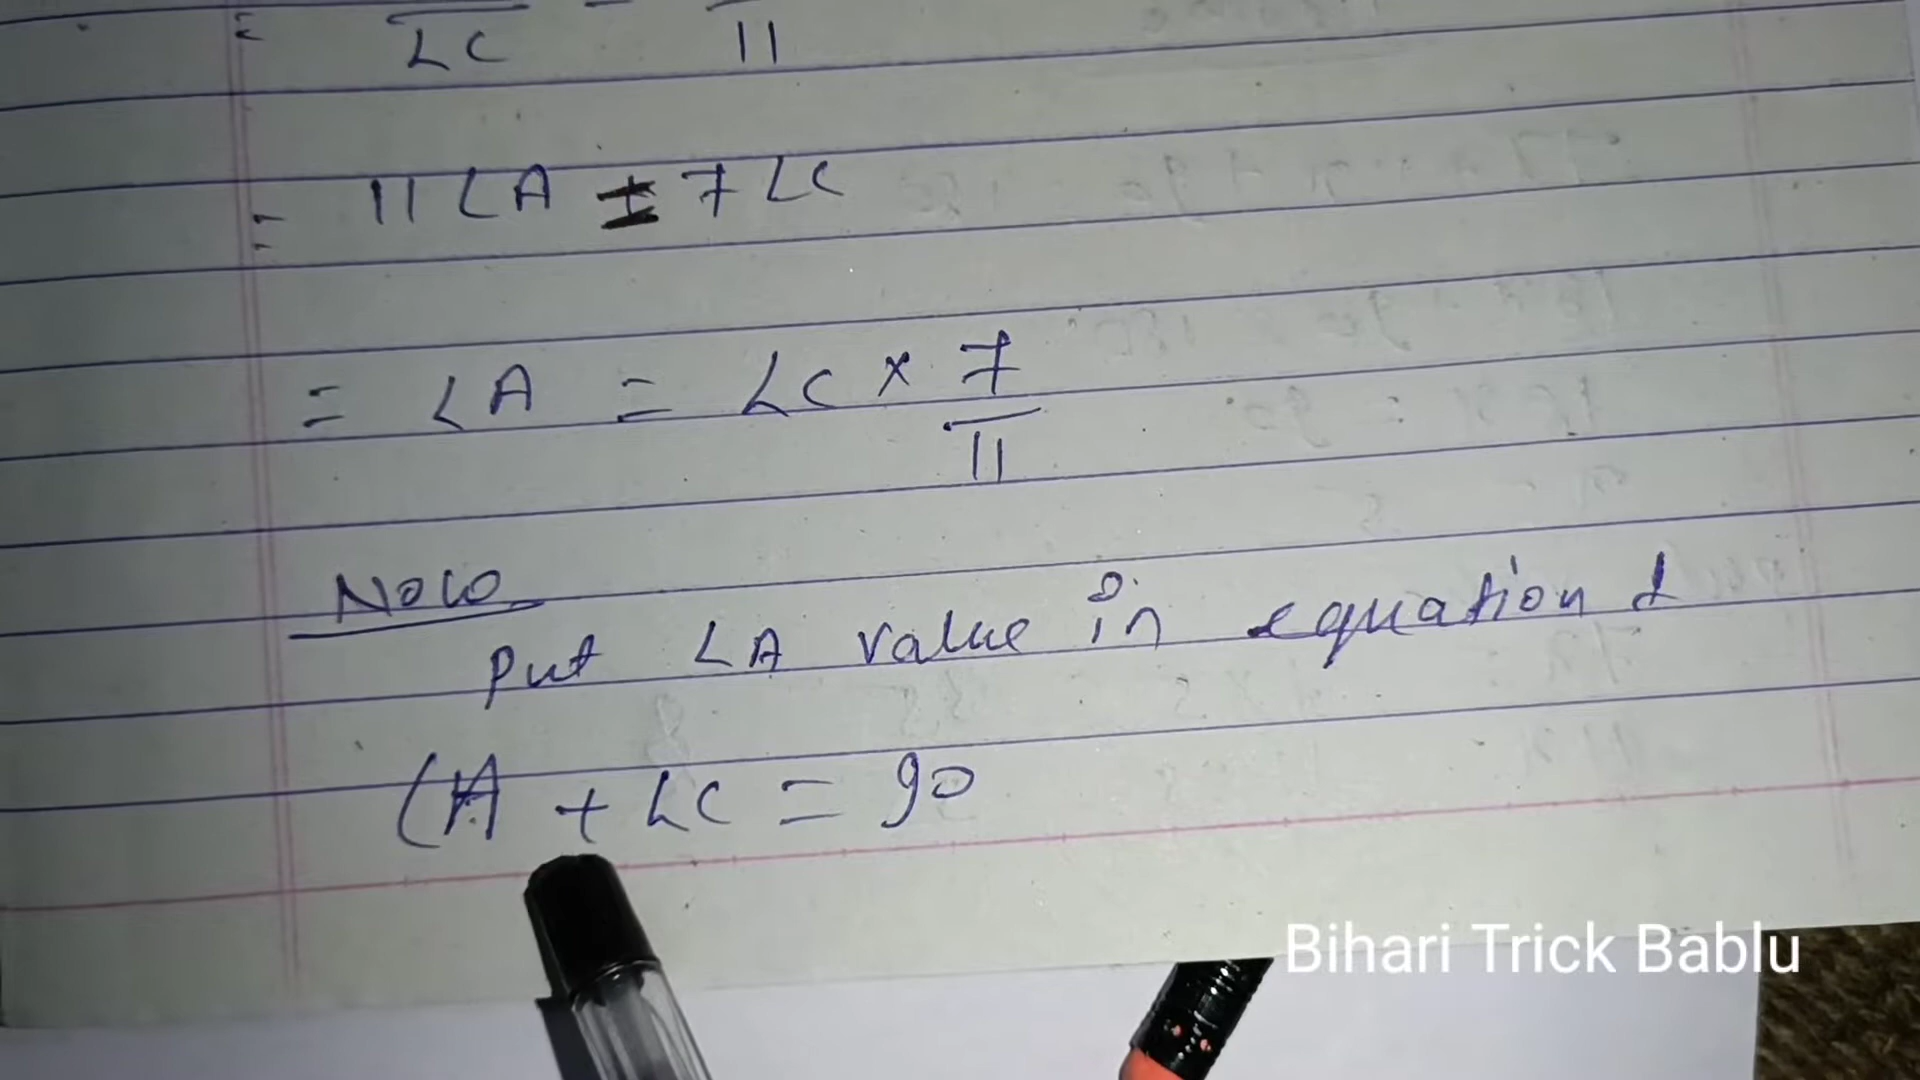 = ∠C = 11
= 11 ∠A = 7 ∠C
= ∠A = ∠C × 7/11
Now
put ∠A value in equation 1
∠A + ∠C = 90
Bihari Trick Bablu